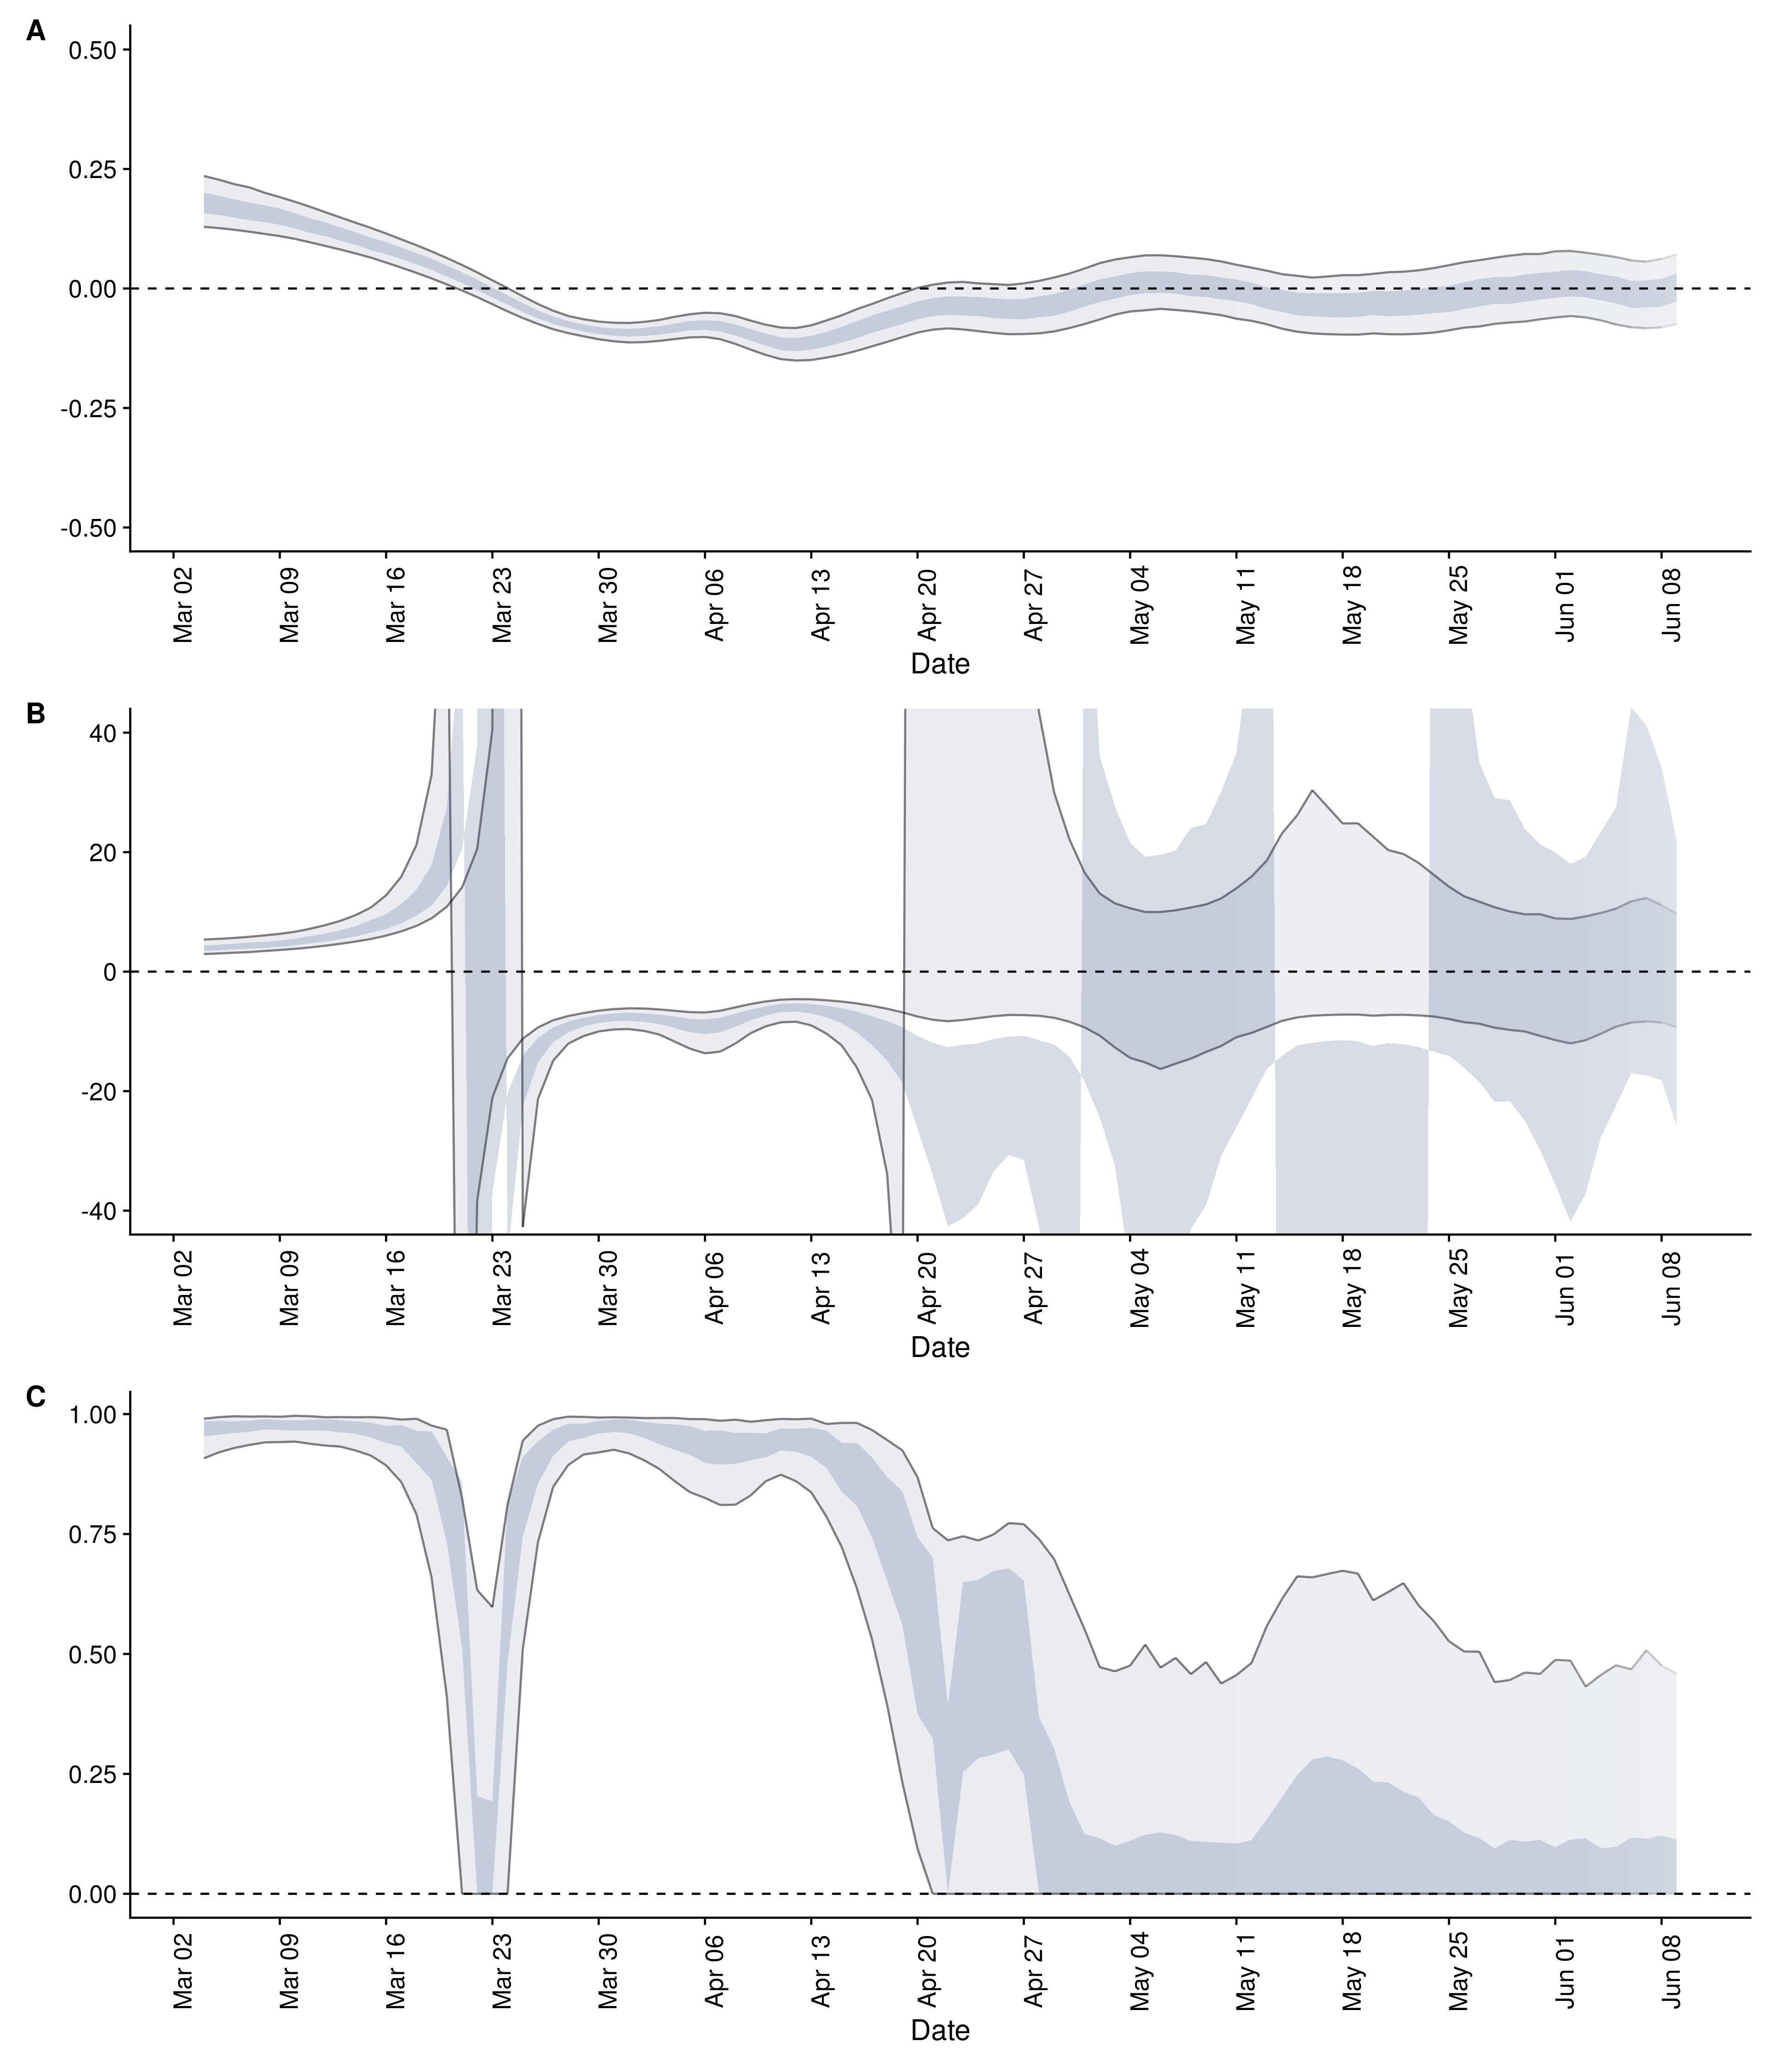 A
0.50
0.25
0.00
-0.25
-0.50
Mar 02
Mar 09
Mar 16
Mar 23
Mar 30
Apr 06
Apr 13
Apr 20
Apr 27
May 04
May 11
May 18
May 25
Jun 01
Jun 08
Date
B
40
20
0
-20
-40
Mar 02
Mar 09
Mar 16
Mar 23
Mar 30
Apr 06
Apr 13
Apr 20
Apr 27
May 04
May 11
May 18
May 25
Jun 01
Jun 08
Date
C
1.00
0.75
0.50
0.25
0.00
Mar 02
Mar 09
Mar 16
Mar 23
Mar 30
Apr 06
Apr 13
Apr 20
Apr 27
May 04
May 11
May 18
May 25
Jun 01
Jun 08
Date